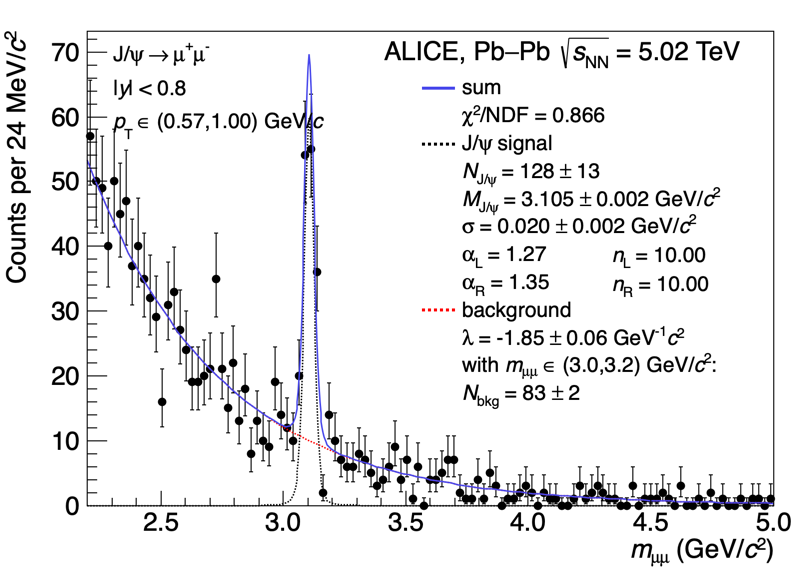 J/ψ → μ⁺μ⁻
|y| < 0.8
p_T ∈ (0.57,1.00) GeV/c
ALICE, Pb–Pb √s_NN = 5.02 TeV
sum
χ²/NDF = 0.866
J/ψ signal
N_J/ψ = 128 ± 13
M_J/ψ = 3.105 ± 0.002 GeV/c²
σ = 0.020 ± 0.002 GeV/c²
α_L = 1.27 n_L = 10.00
α_R = 1.35 n_R = 10.00
background
λ = -1.85 ± 0.06 GeV⁻¹c²
with m_μμ ∈ (3.0,3.2) GeV/c²:
N_bkg = 83 ± 2
Counts per 24 MeV/c²
70
60
50
40
30
20
10
0
2.5 3.0 3.5 4.0 4.5 5.0
m_μμ (GeV/c²)